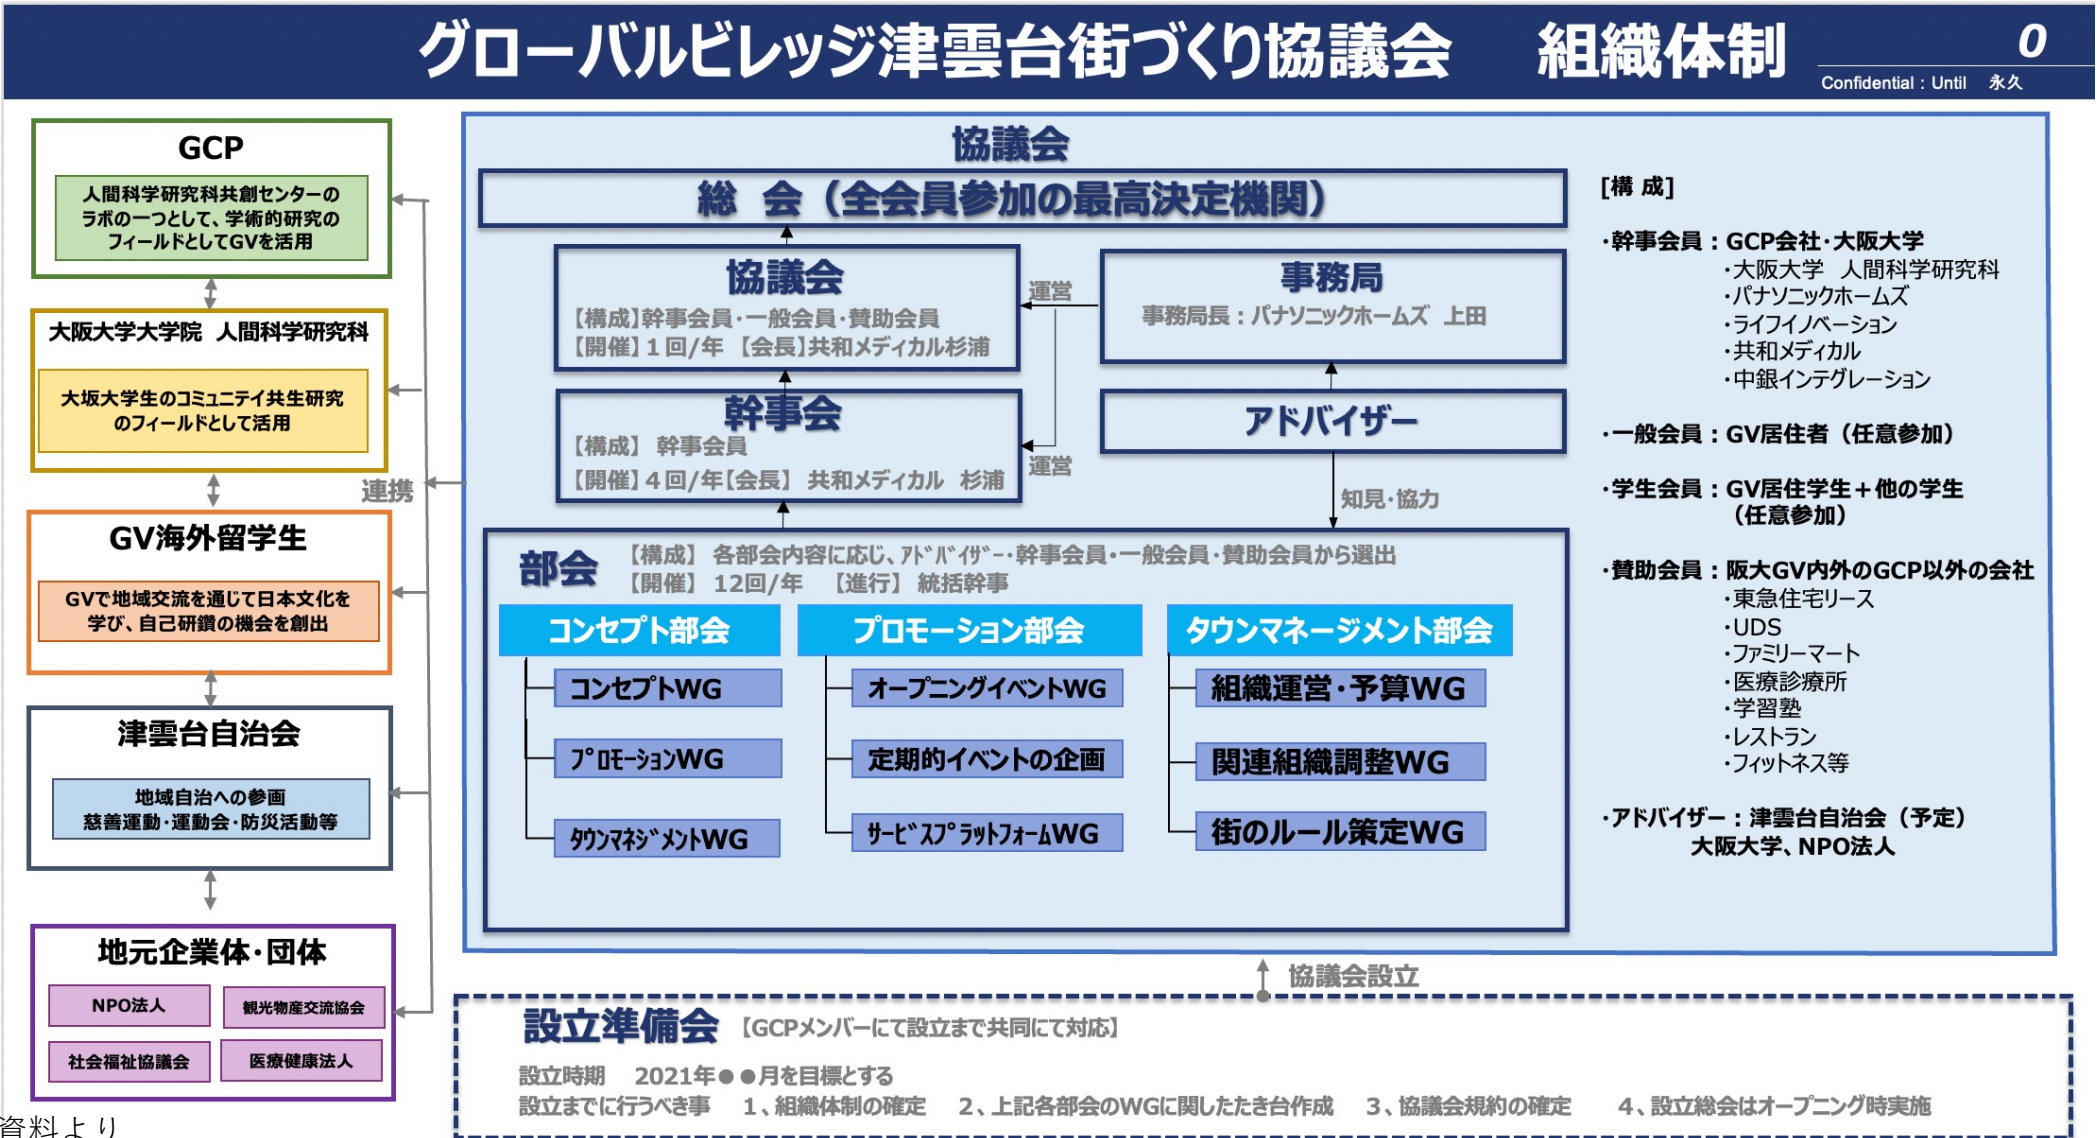 グローバルビレッジ津雲台街づくり協議会　組織体制
0
Confidential：Until　永久
GCP
人間科学研究科共創センターの
ラボの一つとして、学術的研究の
フィールドとしてGVを活用
大阪大学大学院 人間科学研究科
大坂大学生のコミュニテイ共生研究
のフィールドとして活用
GV海外留学生
GVで地域交流を通じて日本文化を
学び、自己研鑽の機会を創出
津雲台自治会
地域自治への参画
慈善運動・運動会・防災活動等
地元企業体・団体
NPO法人
観光物産交流協会
社会福祉協議会
医療健康法人
連携
協議会
総 会（全会員参加の最高決定機関）
協議会
【構成】幹事会員・一般会員・賛助会員
【開催】１回/年 【会長】共和メディカル杉浦
運営
事務局
事務局長：パナソニックホームズ 上田
幹事会
【構成】 幹事会員
【開催】４回/年【会長】 共和メディカル 杉浦
運営
アドバイザー
知見・協力
部会
【構成】 各部会内容に応じ、ｱﾄﾞﾊﾞｲｻﾞｰ・幹事会員・一般会員・賛助会員から選出
【開催】 12回/年 【進行】 統括幹事
コンセプト部会
コンセプトWG
ﾌﾟﾛﾓｰｼｮﾝWG
ﾀｳﾝﾏﾈｼﾞﾒﾝﾄWG
プロモーション部会
オープニングイベントWG
定期的イベントの企画
ｻｰﾋﾞｽﾌﾟﾗｯﾄﾌｫｰﾑWG
タウンマネージメント部会
組織運営・予算WG
関連組織調整WG
街のルール策定WG
[構 成]
・幹事会員：GCP会社・大阪大学
・大阪大学 人間科学研究科
・パナソニックホームズ
・ライフイノベーション
・共和メディカル
・中銀インテグレーション
・一般会員：GV居住者（任意参加）
・学生会員：GV居住学生＋他の学生
（任意参加）
・賛助会員：阪大GV内外のGCP以外の会社
・東急住宅リース
・UDS
・ファミリーマート
・医療診療所
・学習塾
・レストラン
・フィットネス等
・アドバイザー：津雲台自治会（予定）
大阪大学、NPO法人
協議会設立
設立準備会 【GCPメンバーにて設立まで共同にて対応】
設立時期 2021年●●月を目標とする
設立までに行うべき事 １、組織体制の確定 ２、上記各部会のWGに関したたき台作成 ３、協議会規約の確定 ４、設立総会はオープニング時実施
資料より